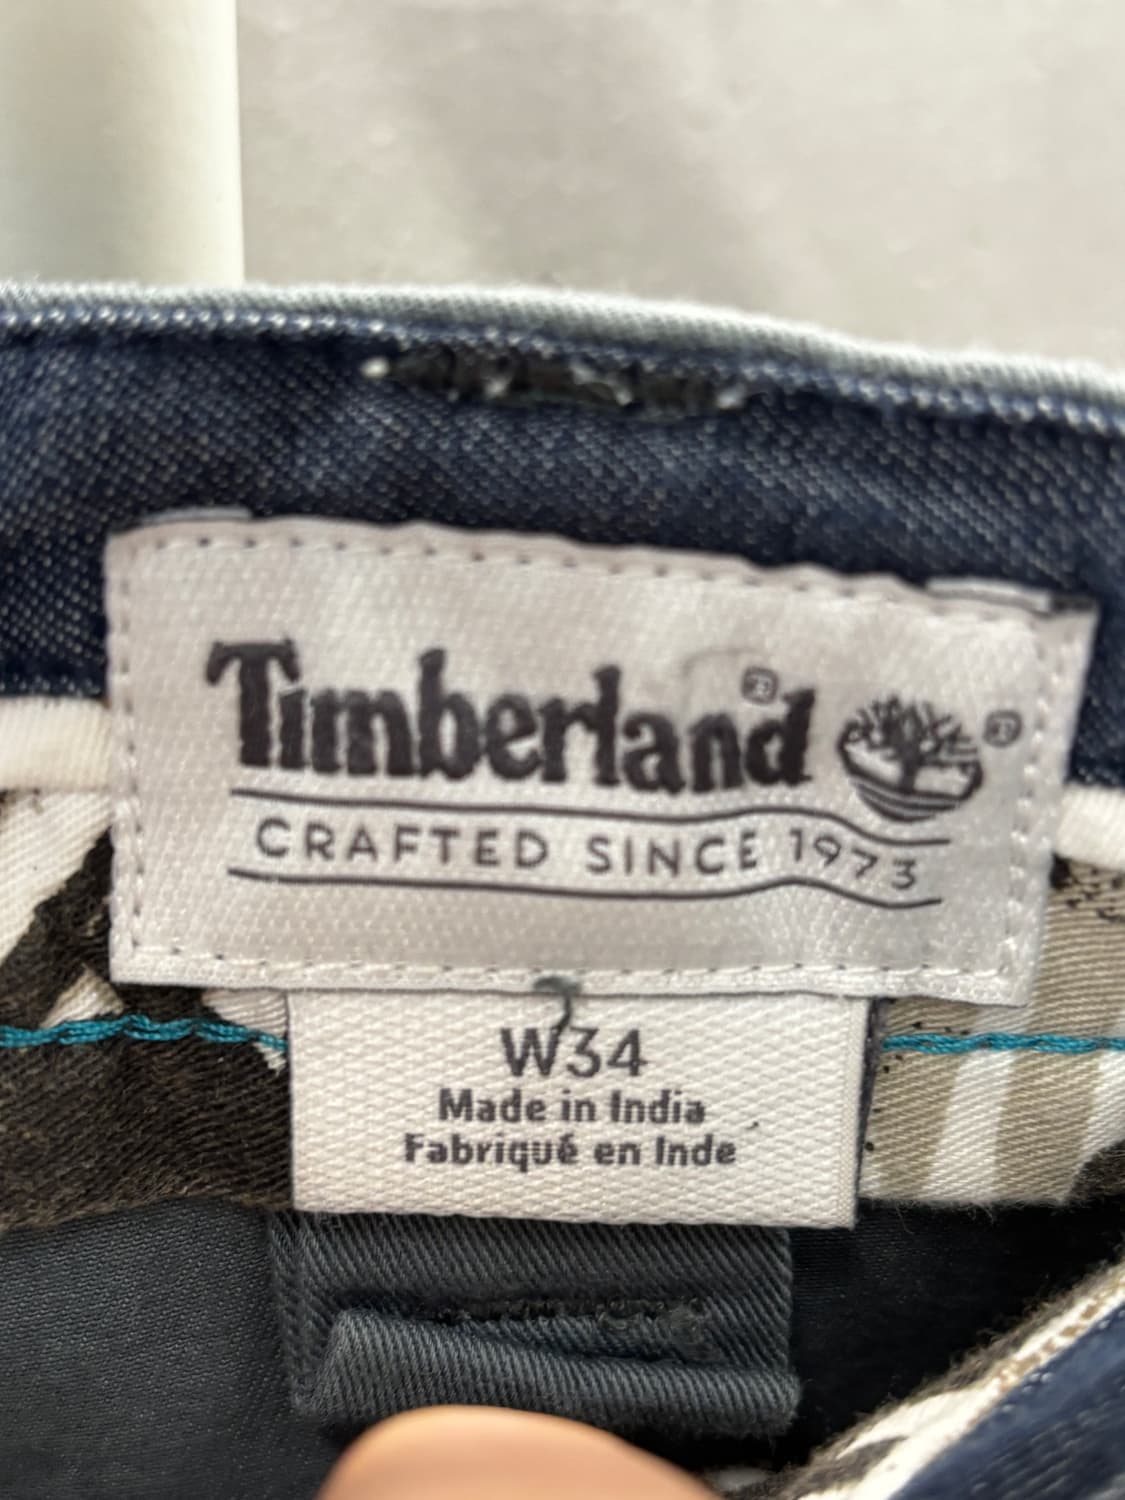 Timberland® ®
CRAFTED SINCE 1973
W34
Made in India
Fabriqué en Inde